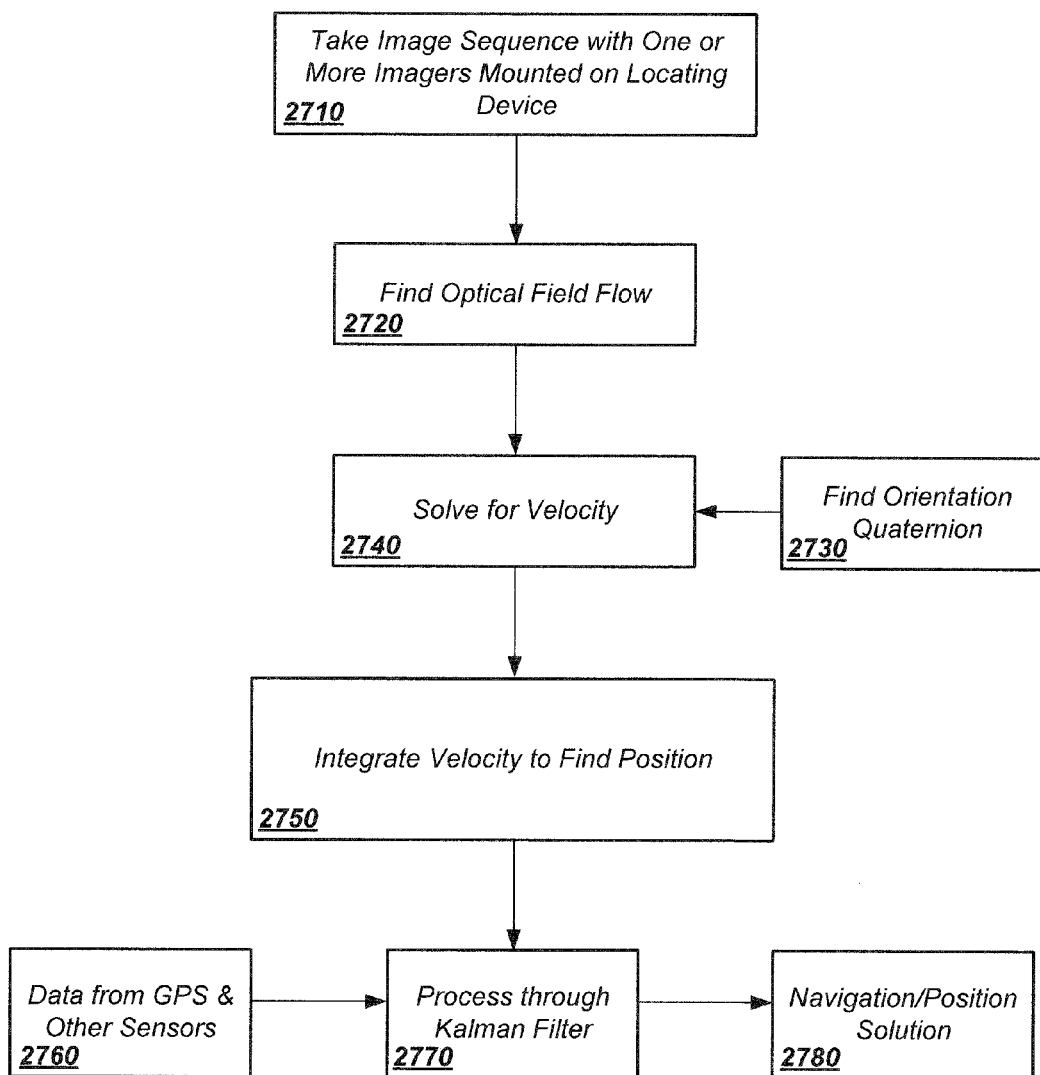 Take Image Sequence with One or
More Imagers Mounted on Locating
Device
2710
Find Optical Field Flow
2720
Solve for Velocity
2740
Find Orientation
Quaternion
2730
Integrate Velocity to Find Position
2750
Data from GPS &
Other Sensors
2760
Process through
Kalman Filter
2770
Navigation/Position
Solution
2780